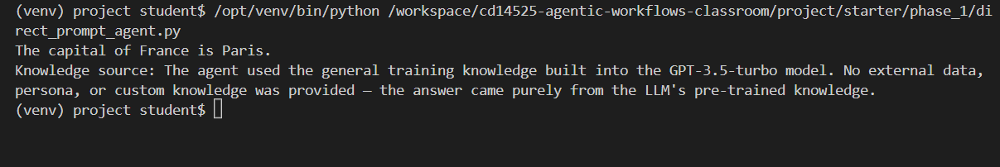 (venv) project student$ /opt/venv/bin/python /workspace/cd14525-agentic-workflows-classroom/project/starter/phase_1/di
rect_prompt_agent.py
The capital of France is Paris.
Knowledge source: The agent used the general training knowledge built into the GPT-3.5-turbo model. No external data,
persona, or custom knowledge was provided — the answer came purely from the LLM's pre-trained knowledge.
(venv) project student$